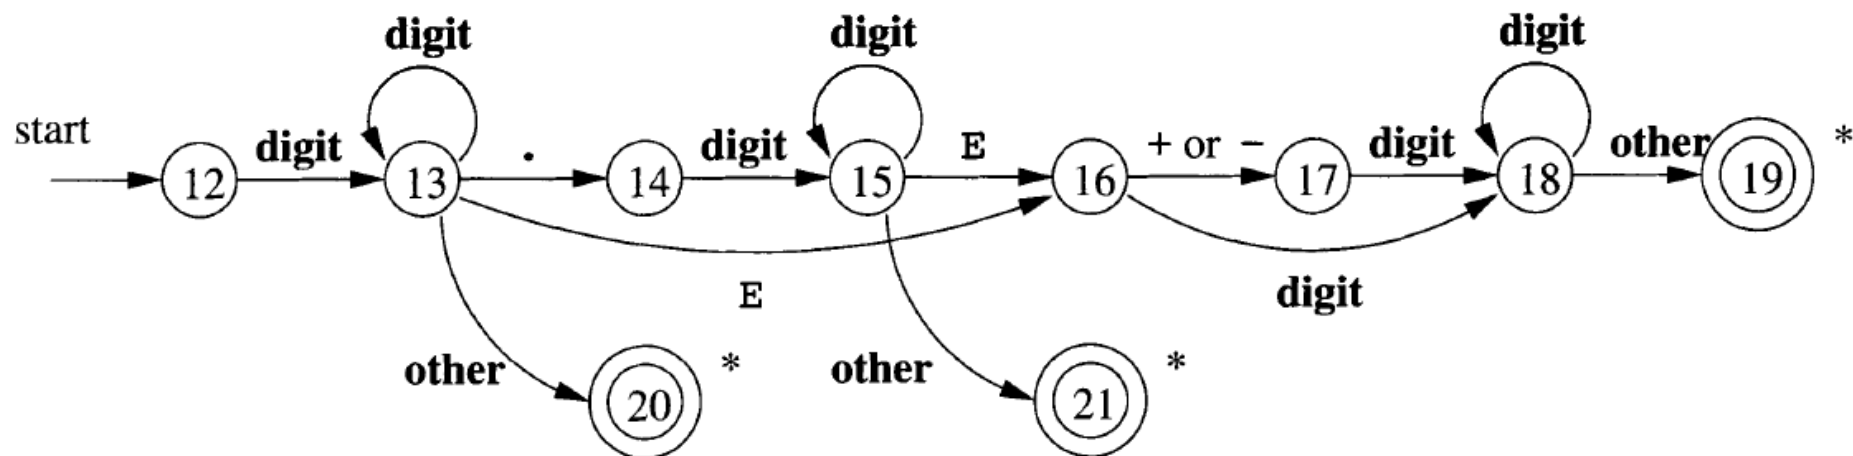 digit digit digit
start digit . digit E + or - digit other *
12 13 14 15 16 17 18 19
E digit
other * other *
20 21